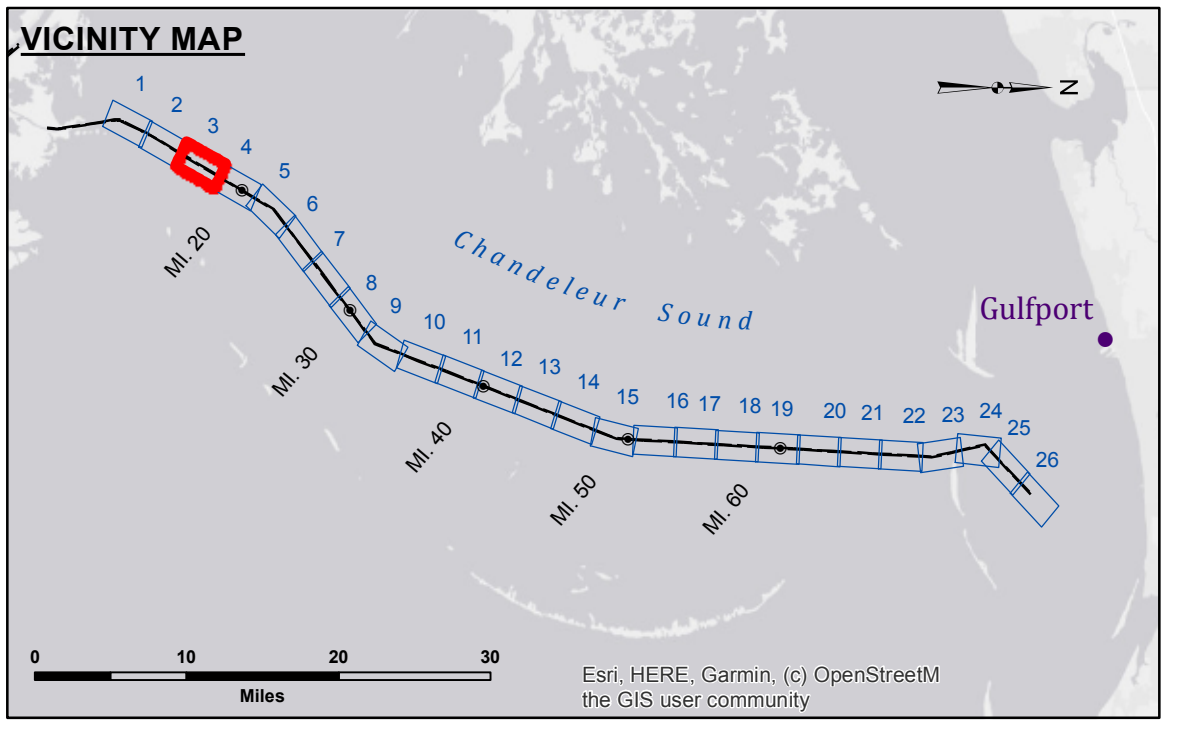 VICINITY MAP
N
1
2
3
4
5
6
7
8
9
10
11
12
13
14
15
16
17
18
19
20
21
22
23
24
25
26
MI. 20
MI. 30
MI. 40
MI. 50
MI. 60
Chandeleur Sound
Gulfport
0 10 20 30
Miles
Esri, HERE, Garmin, (c) OpenStreetM
the GIS user community